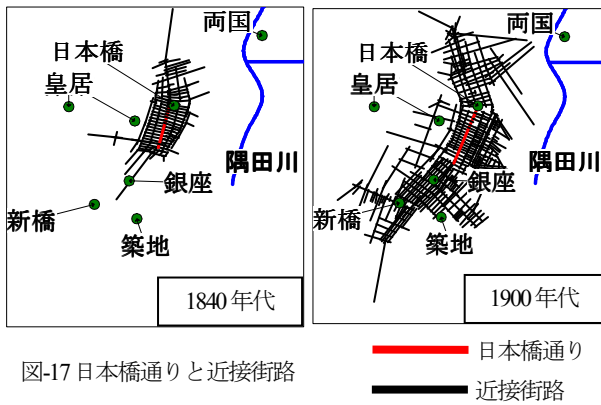 両国
日本橋
皇居
隅田川
銀座
新橋
築地
1840年代
両国
日本橋
皇居
隅田川
銀座
新橋
築地
1900年代
図-17 日本橋通りと近接街路
日本橋通り
近接街路